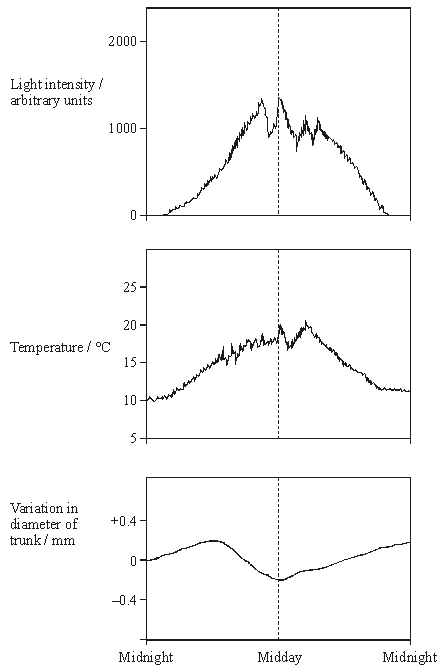 2000
Light intensity /
arbitrary units
1000
0
25
20
Temperature / °C
15
10
5
Variation in
diameter of
trunk / mm
+0.4
0
–0.4
Midnight Midday Midnight